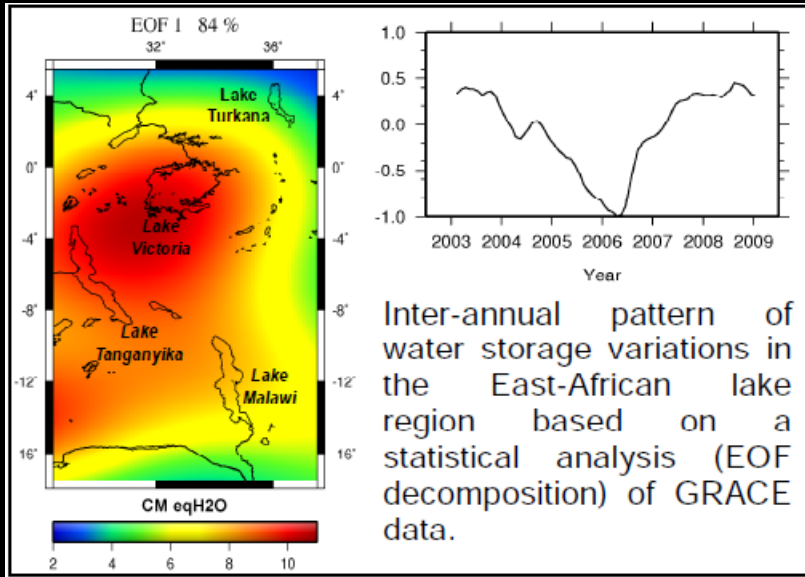 EOF 1 84 %
32° 36°
4° 4°
Lake
Turkana
0° 0°
Lake
Victoria
-4° -4°
-8° -8°
Lake
Tanganyika
Lake
Malawi
-12° -12°
16° 16°
CM eqH2O
2 4 6 8 10
1.0
0.5
0.0
-0.5
-1.0
2003 2004 2005 2006 2007 2008 2009
Year
Inter-annual pattern of
water storage variations in
the East-African lake
region based on a
statistical analysis (EOF
decomposition) of GRACE
data.